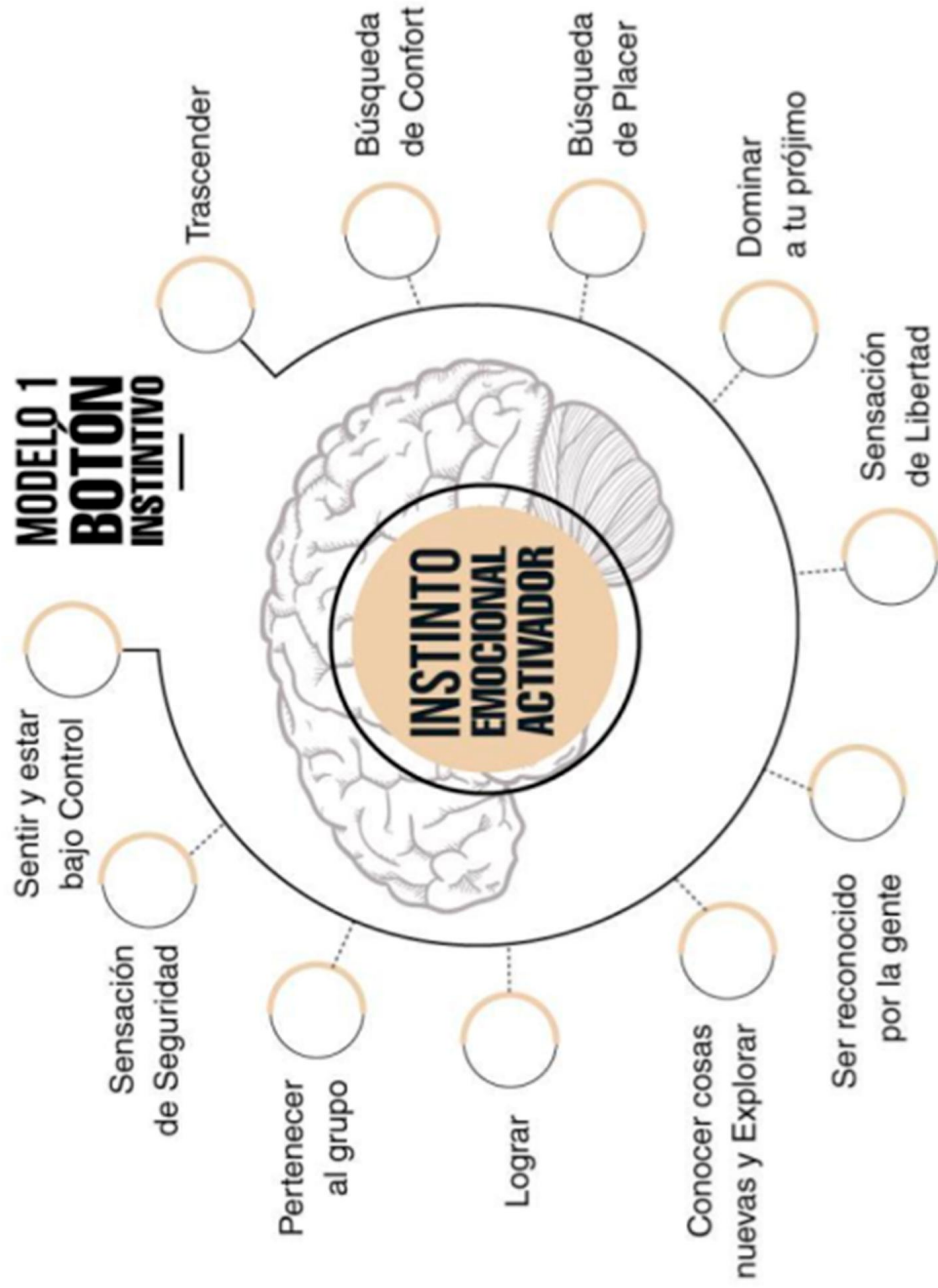 MODELO 1
BOTÓN
INSTINTIVO
Trascender
Búsqueda
de Confort
Búsqueda
de Placer
Dominar
a tu prójimo
Sensación
de Libertad
Ser reconocido
por la gente
Conocer cosas
nuevas y Explorar
Lograr
Pertenecer
al grupo
Sensación
de Seguridad
Sentir y estar
bajo Control
INSTINTO
EMOCIONAL
ACTIVADOR